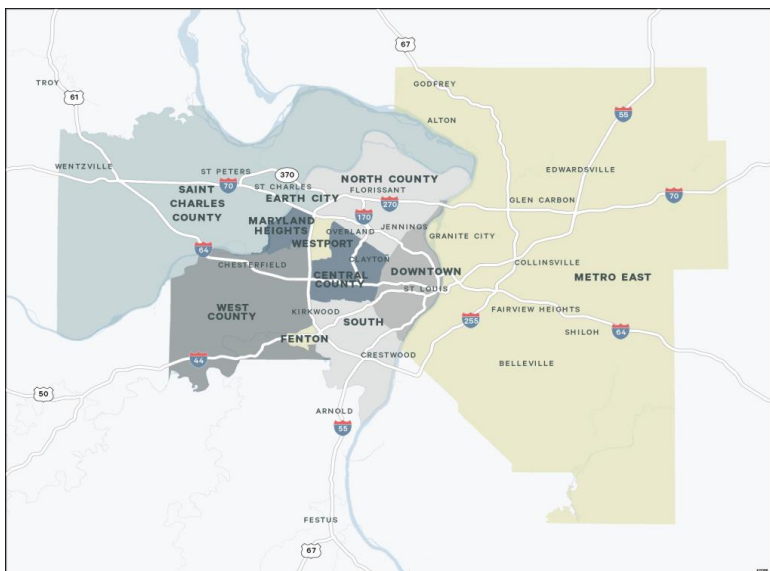 67
GODFREY
TROY
61
55
ALTON
WENTZVILLE
ST PETERS
370
NORTH COUNTY
EDWARDSVILLE
70
ST CHARLES
FLORISSANT
SAINT
CHARLES
COUNTY
EARTH CITY
270
70
GLEN CARBON
170
MARYLAND
HEIGHTS
OVERLAND
JENNINGS
GRANITE CITY
WESTPORT
64
CHESTERFIELD
CLAYTON
COLLINSVILLE
CENTRAL
COUNTY
DOWNTOWN
METRO EAST
ST LOUIS
WEST
COUNTY
KIRKWOOD
SOUTH
FAIRVIEW HEIGHTS
255
SHILOH
64
FENTON
CRESTWOOD
44
BELLEVILLE
50
ARNOLD
55
FESTUS
67